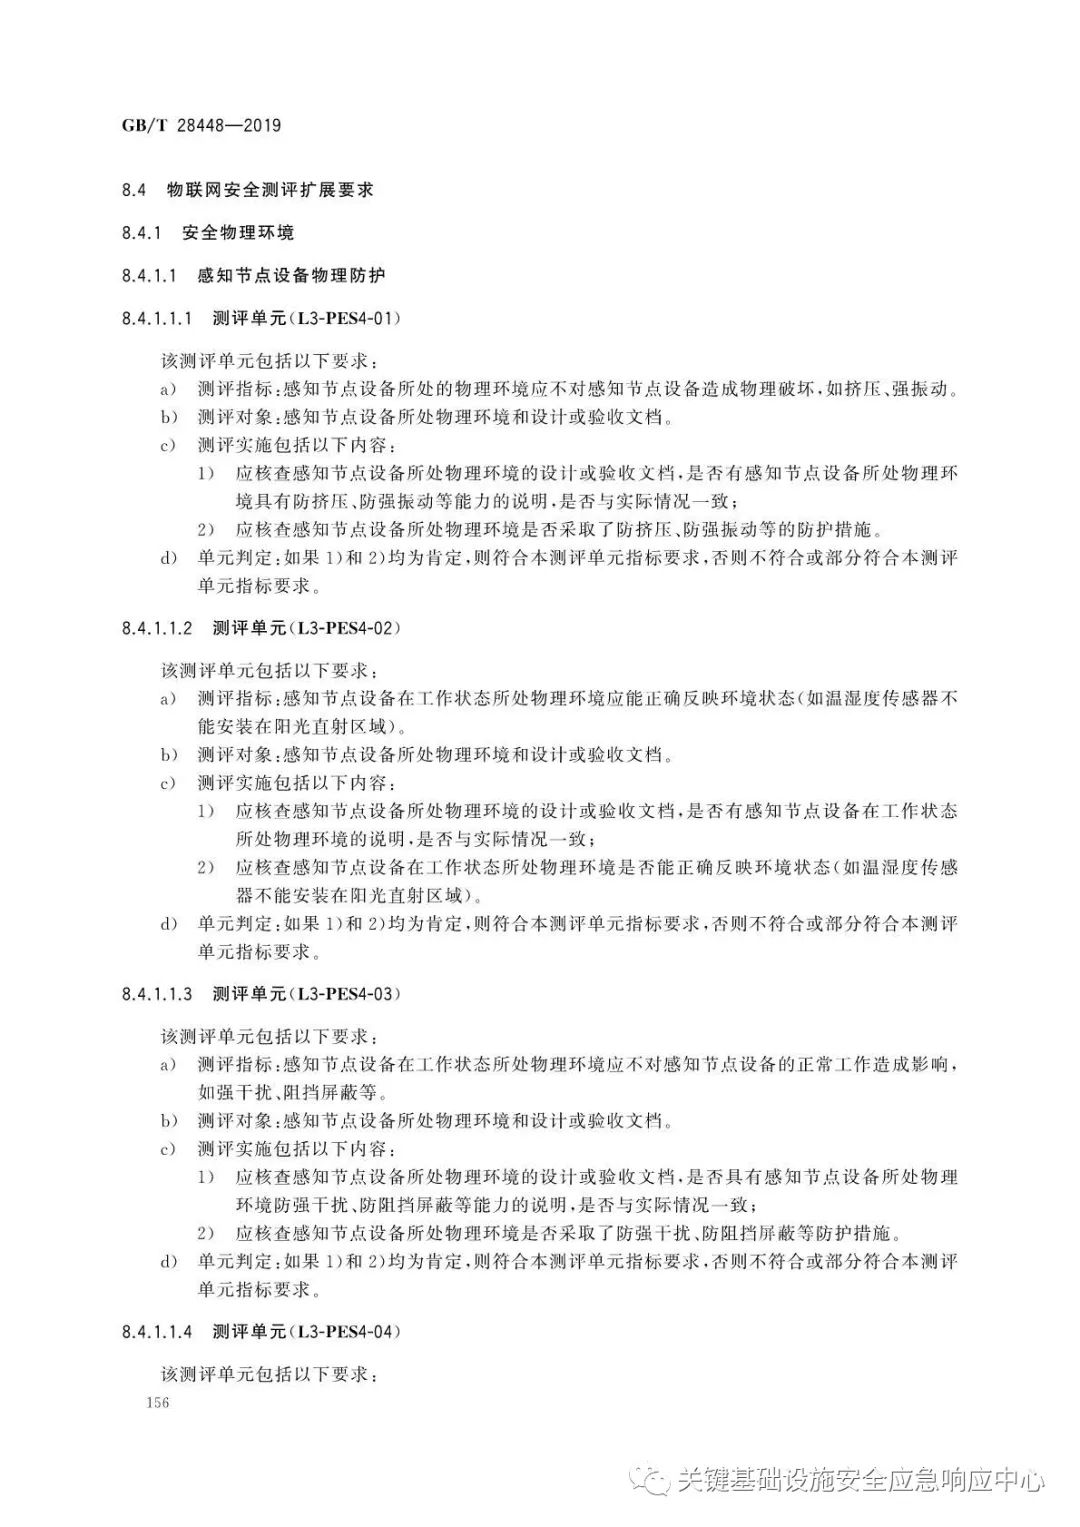 GB/T 28448—2019
8.4 物联网安全测评扩展要求
8.4.1 安全物理环境
8.4.1.1 感知节点设备物理防护
8.4.1.1.1 测评单元(L3-PES4-01)
该测评单元包括以下要求:
a) 测评指标:感知节点设备所处的物理环境应不对感知节点设备造成物理破坏,如挤压、强振动。
b) 测评对象:感知节点设备所处物理环境和设计或验收文档。
c) 测评实施包括以下内容:
1) 应核查感知节点设备所处物理环境的设计或验收文档,是否有感知节点设备所处物理环
境具有防挤压、防强振动等能力的说明,是否与实际情况一致;
2) 应核查感知节点设备所处物理环境是否采取了防挤压、防强振动等的防护措施。
d) 单元判定:如果1)和2)均为肯定,则符合本测评单元指标要求,否则不符合或部分符合本测评
单元指标要求。
8.4.1.1.2 测评单元(L3-PES4-02)
该测评单元包括以下要求:
a) 测评指标:感知节点设备在工作状态所处物理环境应能正确反映环境状态(如温湿度传感器不
能安装在阳光直射区域)。
b) 测评对象:感知节点设备所处物理环境和设计或验收文档。
c) 测评实施包括以下内容:
1) 应核查感知节点设备所处物理环境的设计或验收文档,是否有感知节点设备在工作状态
所处物理环境的说明,是否与实际情况一致;
2) 应核查感知节点设备在工作状态所处物理环境是否能正确反映环境状态(如温湿度传感
器不能安装在阳光直射区域)。
d) 单元判定:如果1)和2)均为肯定,则符合本测评单元指标要求,否则不符合或部分符合本测评
单元指标要求。
8.4.1.1.3 测评单元(L3-PES4-03)
该测评单元包括以下要求:
a) 测评指标:感知节点设备在工作状态所处物理环境应不对感知节点设备的正常工作造成影响,
如强干扰、阻挡屏蔽等。
b) 测评对象:感知节点设备所处物理环境和设计或验收文档。
c) 测评实施包括以下内容:
1) 应核查感知节点设备所处物理环境的设计或验收文档,是否具有感知节点设备所处物理
环境防强干扰、防阻挡屏蔽等能力的说明,是否与实际情况一致;
2) 应核查感知节点设备所处物理环境是否采取了防强干扰、防阻挡屏蔽等防护措施。
d) 单元判定:如果1)和2)均为肯定,则符合本测评单元指标要求,否则不符合或部分符合本测评
单元指标要求。
8.4.1.1.4 测评单元(L3-PES4-04)
该测评单元包括以下要求:
156
关键基础设施安全应急响应中心